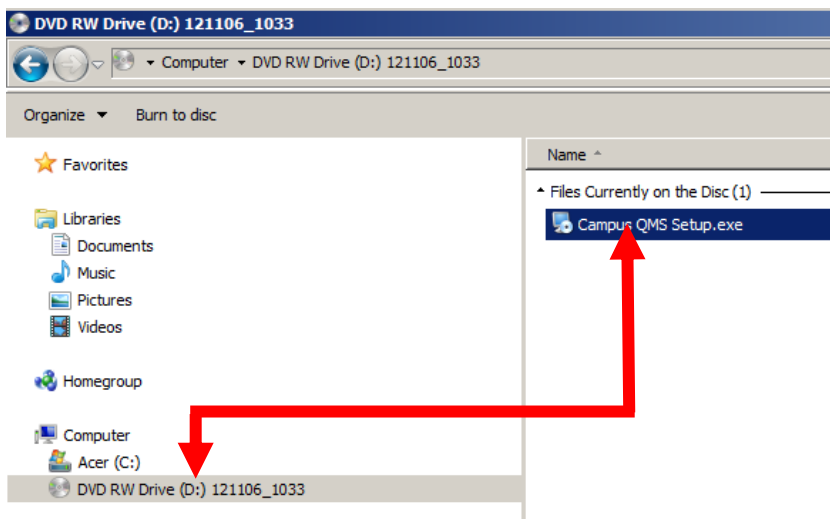 DVD RW Drive (D:) 121106_1033
Computer DVD RW Drive (D:) 121106_1033
Organize Burn to disc
Favorites
Libraries
Documents
Music
Pictures
Videos
Homegroup
Computer
Acer (C:)
DVD RW Drive (D:) 121106_1033
Name
Files Currently on the Disc (1)
Campus QMS Setup.exe